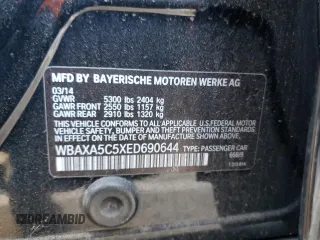 MFD BY BAYERISCHE MOTOREN WERKE AG
03/14
GVWR 5300 lbs 2404 kg
GAWR FRONT 2550 lbs 1157 kg
GAWR REAR 2910 lbs 1320 kg
THIS VEHICLE CONFORMS TO ALL APPLICABLE U.S. FEDERAL MOTOR
VEHICLE SAFETY, BUMPER, AND THEFT PREVENTION STANDARDS
IN EFFECT ON THE DATE OF MANUFACTURE SHOWN ABOVE.
WBAXA5C5XED690644 TYPE: PASSENGER CAR
DREAMBID